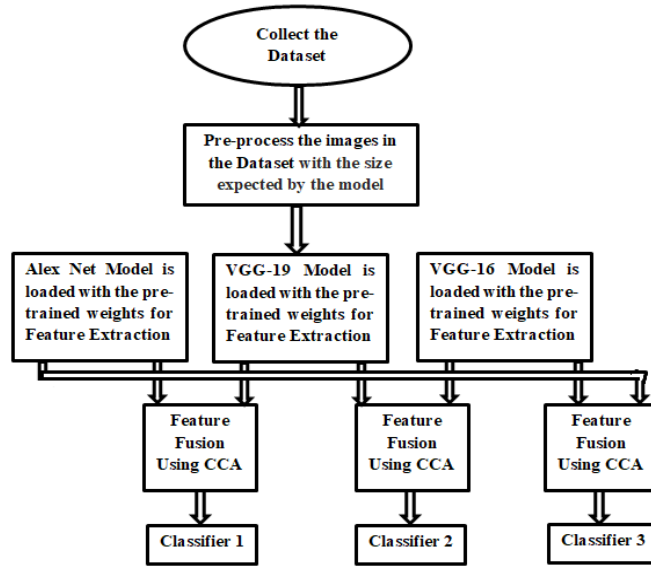 Collect the
Dataset
Pre-process the images in
the Dataset with the size
expected by the model
Alex Net Model is
loaded with the pre-
trained weights for
Feature Extraction
VGG-19 Model is
loaded with the pre-
trained weights for
Feature Extraction
VGG-16 Model is
loaded with the pre-
trained weights for
Feature Extraction
Feature
Fusion
Using CCA
Feature
Fusion
Using CCA
Feature
Fusion
Using CCA
Classifier 1
Classifier 2
Classifier 3